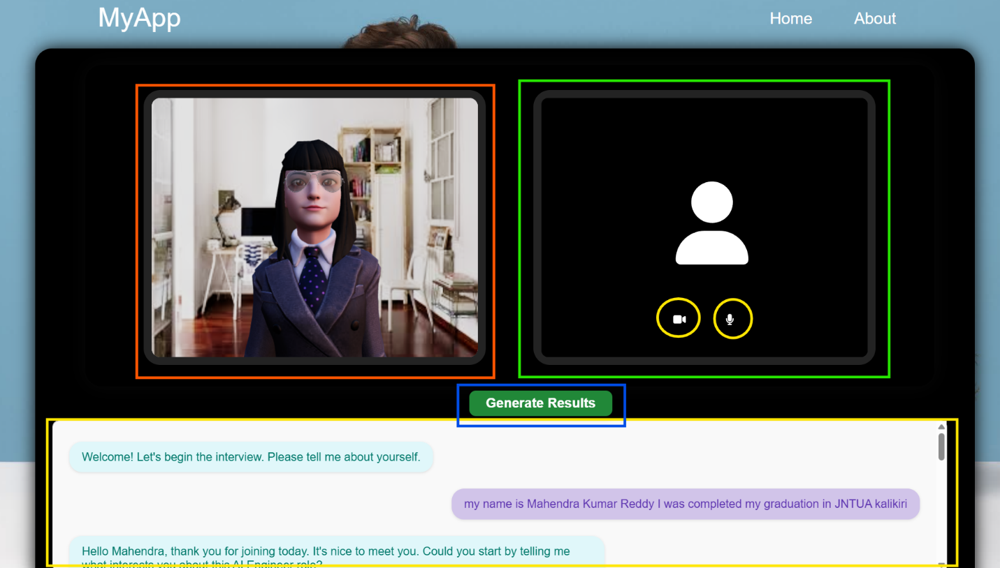 MyApp
Home
About
Generate Results
Welcome! Let's begin the interview. Please tell me about yourself.
my name is Mahendra Kumar Reddy I was completed my graduation in JNTUA kalikiri
Hello Mahendra, thank you for joining today. It's nice to meet you. Could you start by telling me
what interests you about this AI Engineer role?